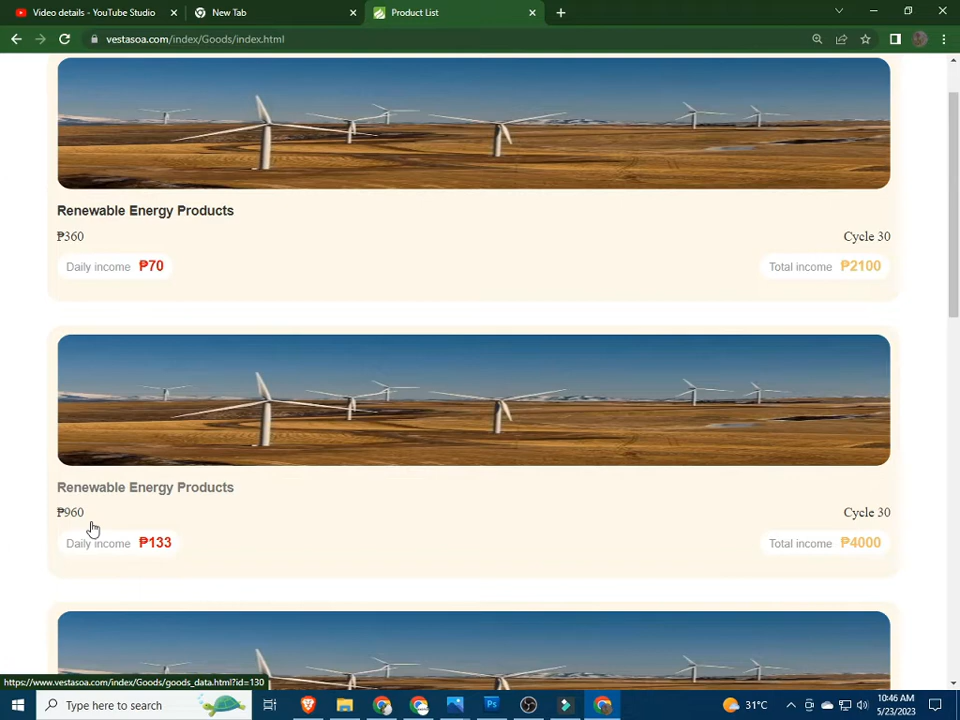 Video details - YouTube Studio
New Tab
Product List
vestasoa.com/index/Goods/index.html
Renewable Energy Products
₱360
Cycle 30
Daily income ₱70
Total income ₱2100
Renewable Energy Products
₱960
Cycle 30
Daily income ₱133
Total income ₱4000
https://www.vestasoa.com/index/Goods/goods_data.html?id=130
Type here to search
31°C
10:46 AM
5/23/2023